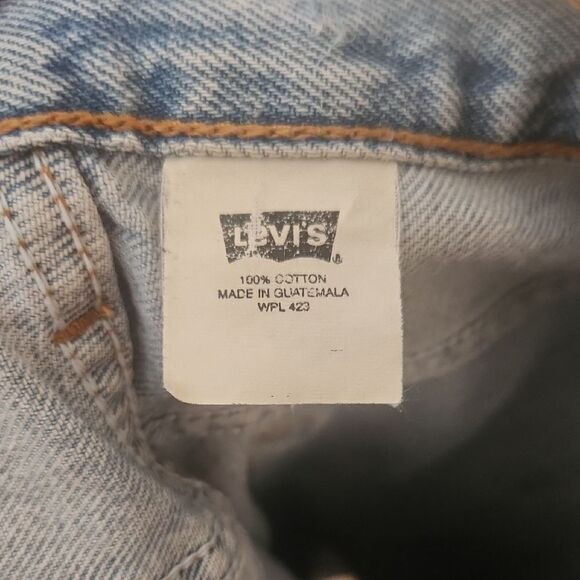 LEVI'S
100% COTTON
MADE IN GUATEMALA
WPL 423